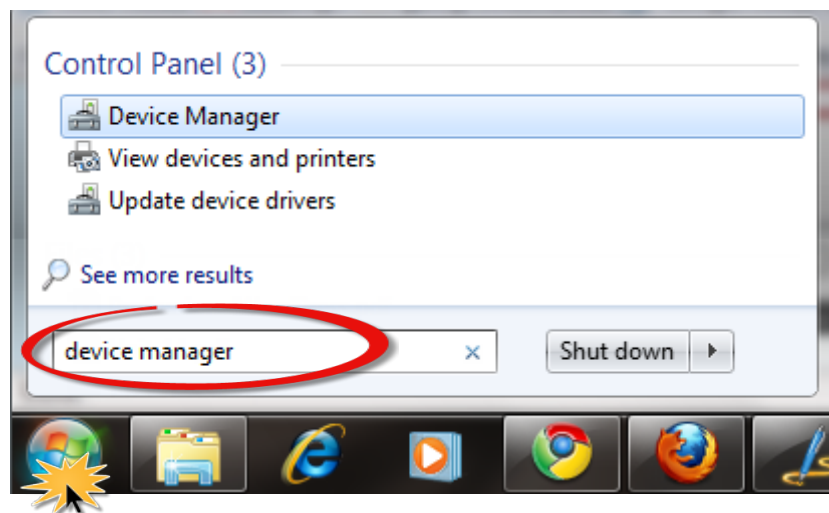 Control Panel (3)
Device Manager
View devices and printers
Update device drivers
See more results
device manager
Shut down